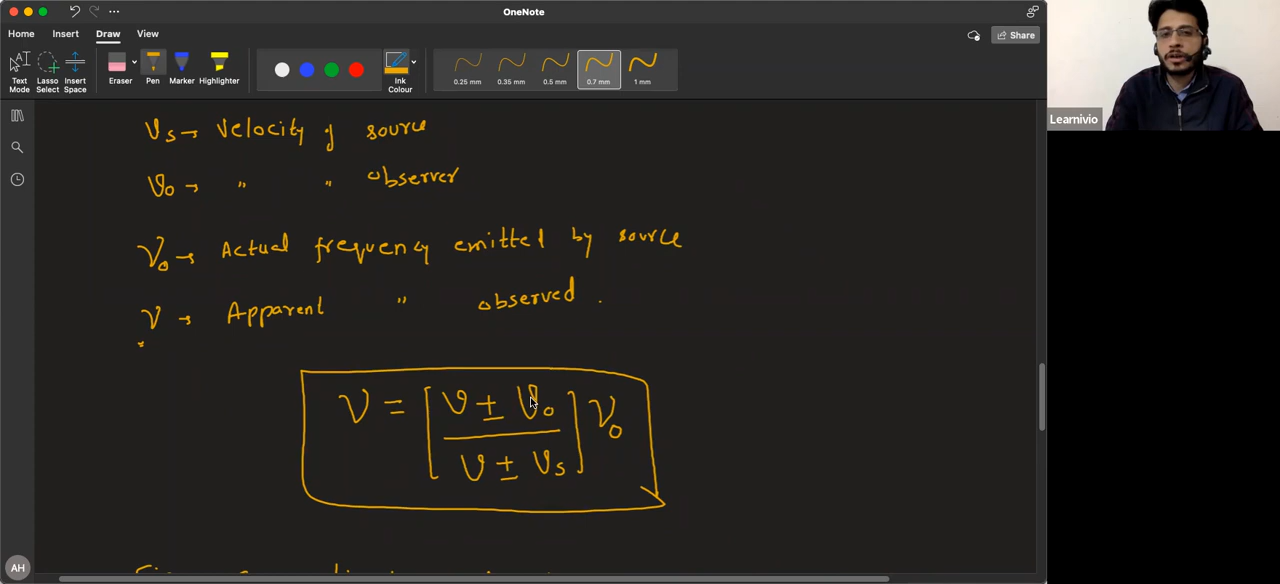 OneNote
Home Insert Draw View
Share
Text Mode
Lasso Select
Insert Space
Eraser
Pen
Marker
Highlighter
Ink Colour
0.25 mm
0.35 mm
0.5 mm
0.7 mm
1 mm
Learnivio
vs → Velocity of source
vo → " " observer
ν₀ → Actual frequency emitted by source
ν → Apparent " observed .
ν = [ (v ± vo) / (v ± vs) ] ν₀
AH